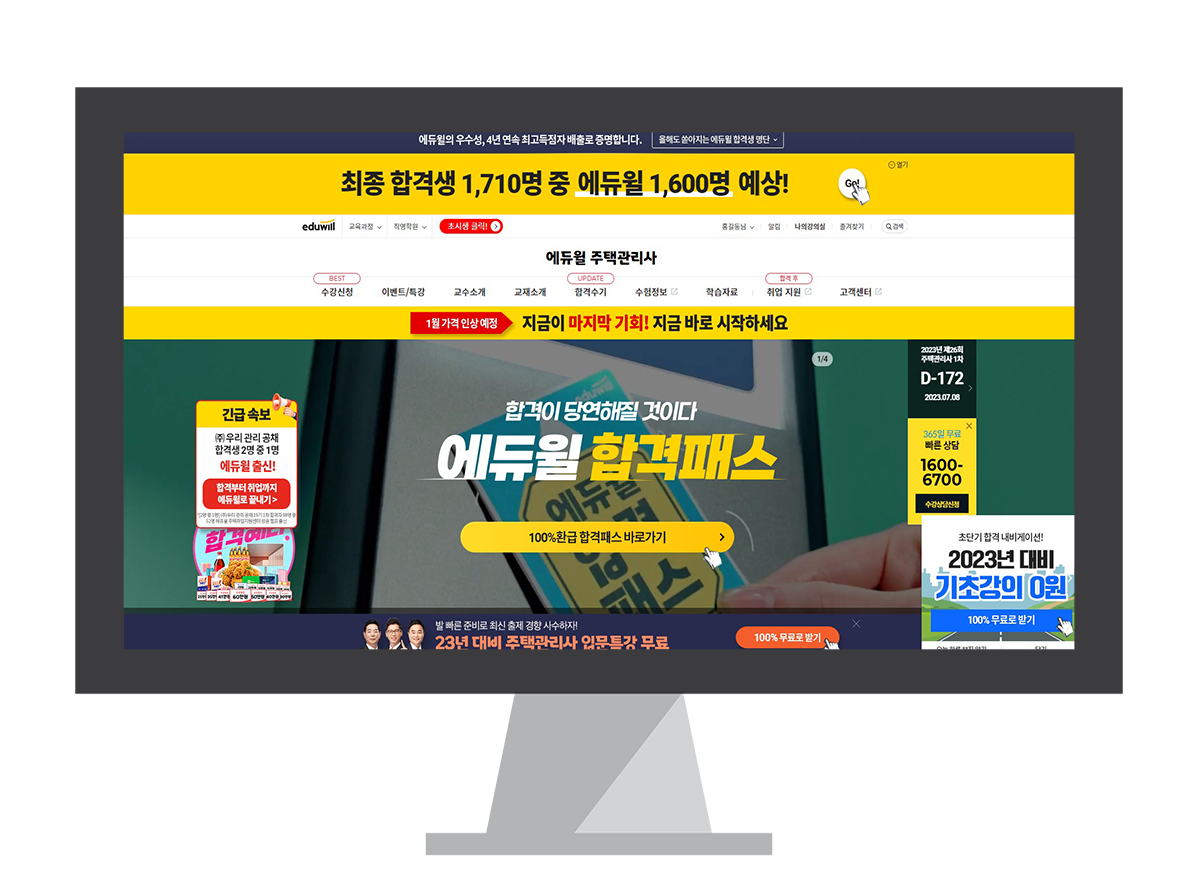 에듀윌의 우수성, 4년 연속 최고득점자 배출로 증명합니다.
올해도 쏟아지는 에듀윌 합격생 명단
최종 합격생 1,710명 중 에듀윌 1,600명 예상!
Go!
열기
eduwill
교육과정
직영학원
초시생 클릭!
홍길동님
알림
나의강의실
즐겨찾기
검색
에듀윌 주택관리사
BEST
UPDATE
합격 후
수강신청
이벤트/특강
교수소개
교재소개
합격수기
수험정보
학습자료
취업 지원
고객센터
1월 가격 인상 예정
지금이 마지막 기회! 지금 바로 시작하세요
1/4
eduwill
합격이 당연해질 것이다
에듀윌 합격패스
에듀윌
패스
100%환급 합격패스 바로가기
긴급 속보
㈜우리 관리 공채
합격생 2명 중 1명
에듀윌 출신!
합격부터 취업까지
에듀윌로 끝내기 >
합격예측!
2023년 제26회
주택관리사 1차
D-172
2023.07.08
365일 무료
빠른 상담
1600-
6700
수강상담신청
초단기 합격 내비게이션!
2023년 대비
기초강의 0원
100% 무료로 받기
발 빠른 준비로 최신 출제 경향 사수하자!
23년 대비 주택관리사 입문특강 무료
100% 무료로 받기